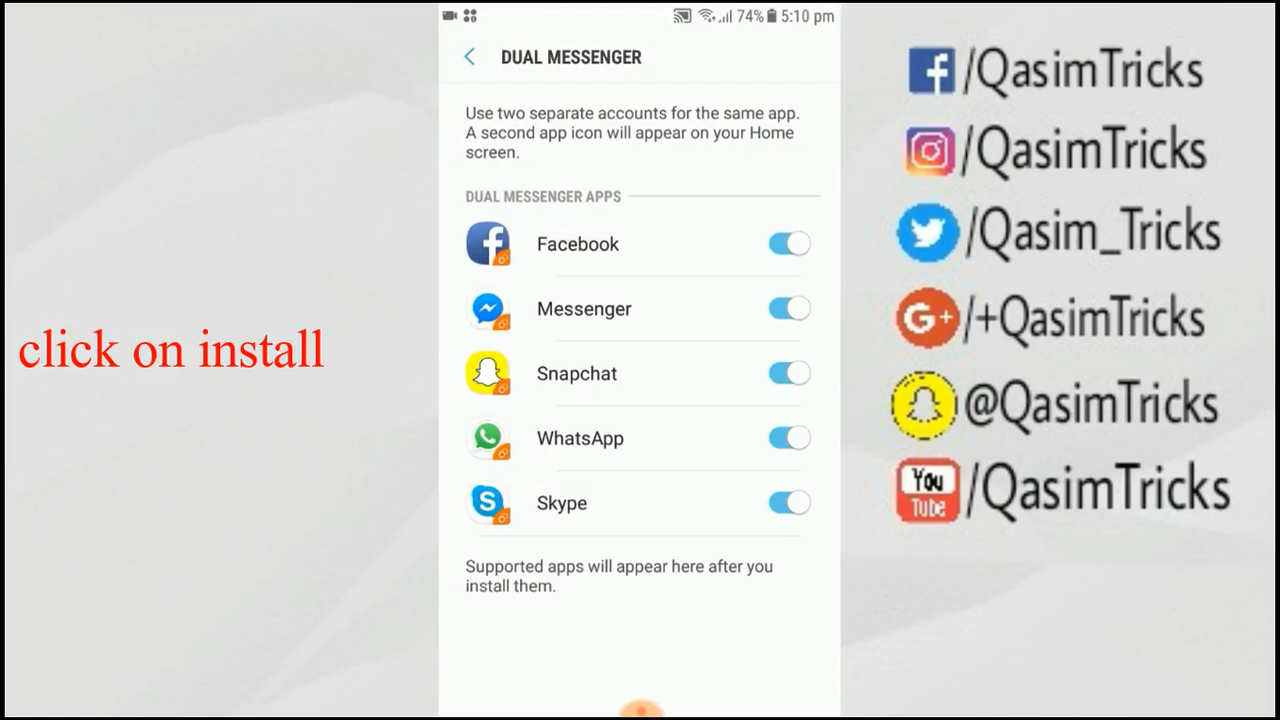 74% 5:10 pm
DUAL MESSENGER
Use two separate accounts for the same app.
A second app icon will appear on your Home
screen.
DUAL MESSENGER APPS
Facebook
Messenger
Snapchat
WhatsApp
Skype
Supported apps will appear here after you
install them.
click on install
/QasimTricks
/QasimTricks
/Qasim_Tricks
G+ /+QasimTricks
@QasimTricks
You
Tube /QasimTricks